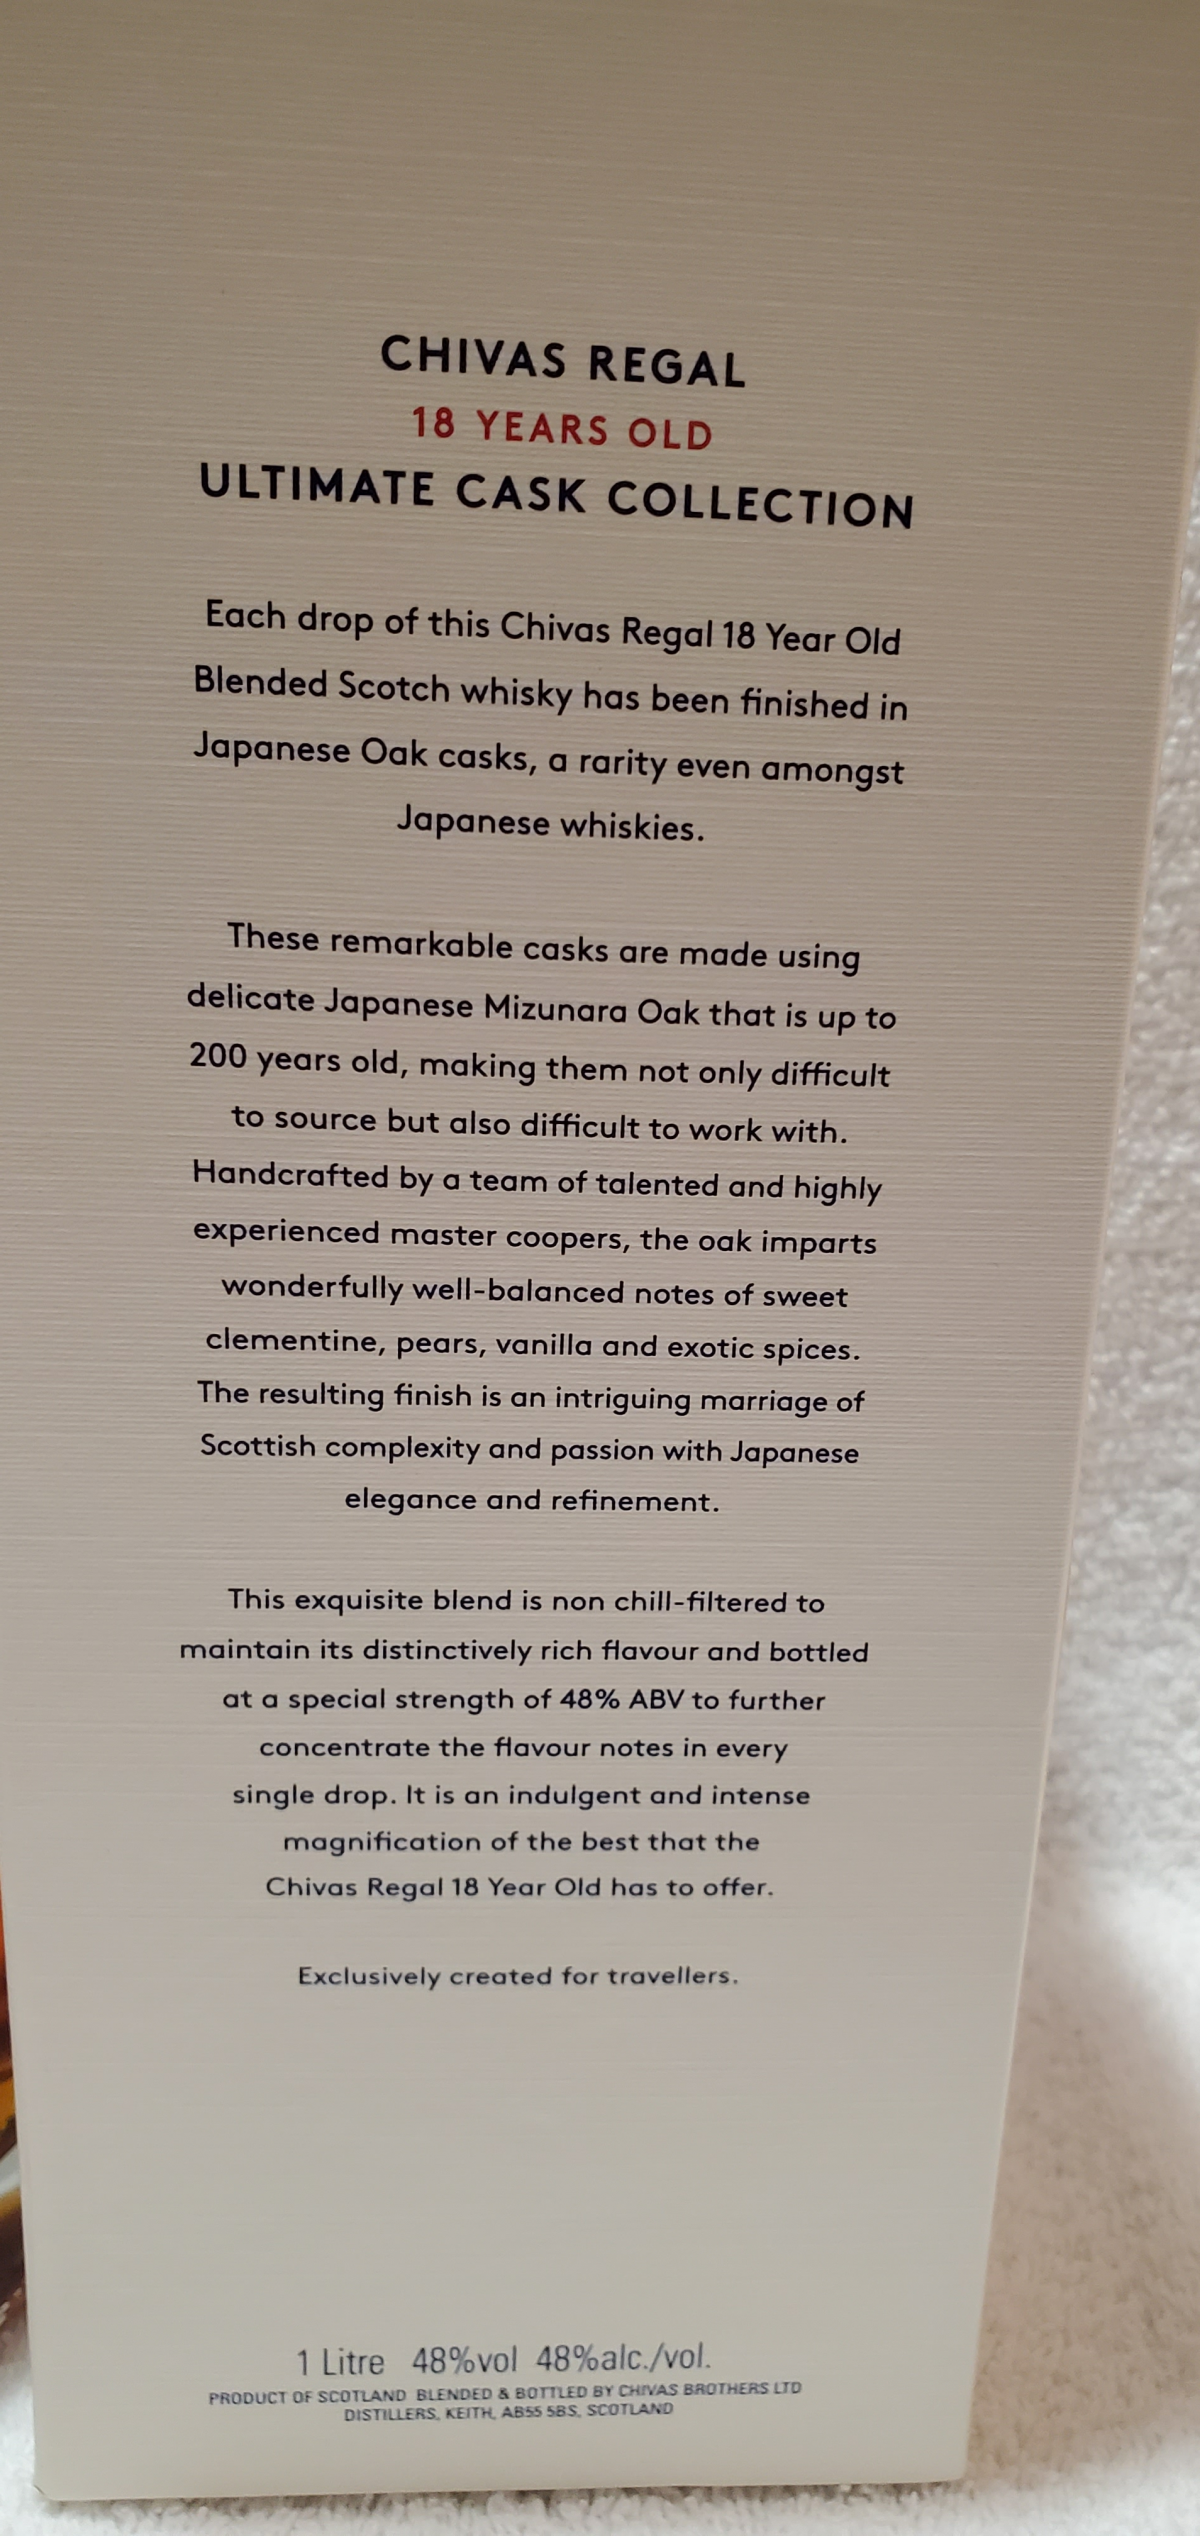 CHIVAS REGAL
18 YEARS OLD
ULTIMATE CASK COLLECTION
Each drop of this Chivas Regal 18 Year Old
Blended Scotch whisky has been finished in
Japanese Oak casks, a rarity even amongst
Japanese whiskies.
These remarkable casks are made using
delicate Japanese Mizunara Oak that is up to
200 years old, making them not only difficult
to source but also difficult to work with.
Handcrafted by a team of talented and highly
experienced master coopers, the oak imparts
wonderfully well-balanced notes of sweet
clementine, pears, vanilla and exotic spices.
The resulting finish is an intriguing marriage of
Scottish complexity and passion with Japanese
elegance and refinement.
This exquisite blend is non chill-filtered to
maintain its distinctively rich flavour and bottled
at a special strength of 48% ABV to further
concentrate the flavour notes in every
single drop. It is an indulgent and intense
magnification of the best that the
Chivas Regal 18 Year Old has to offer.
Exclusively created for travellers.
1 Litre 48%vol 48%alc./vol.
PRODUCT OF SCOTLAND BLENDED & BOTTLED BY CHIVAS BROTHERS LTD
DISTILLERS, KEITH, AB55 5BS, SCOTLAND